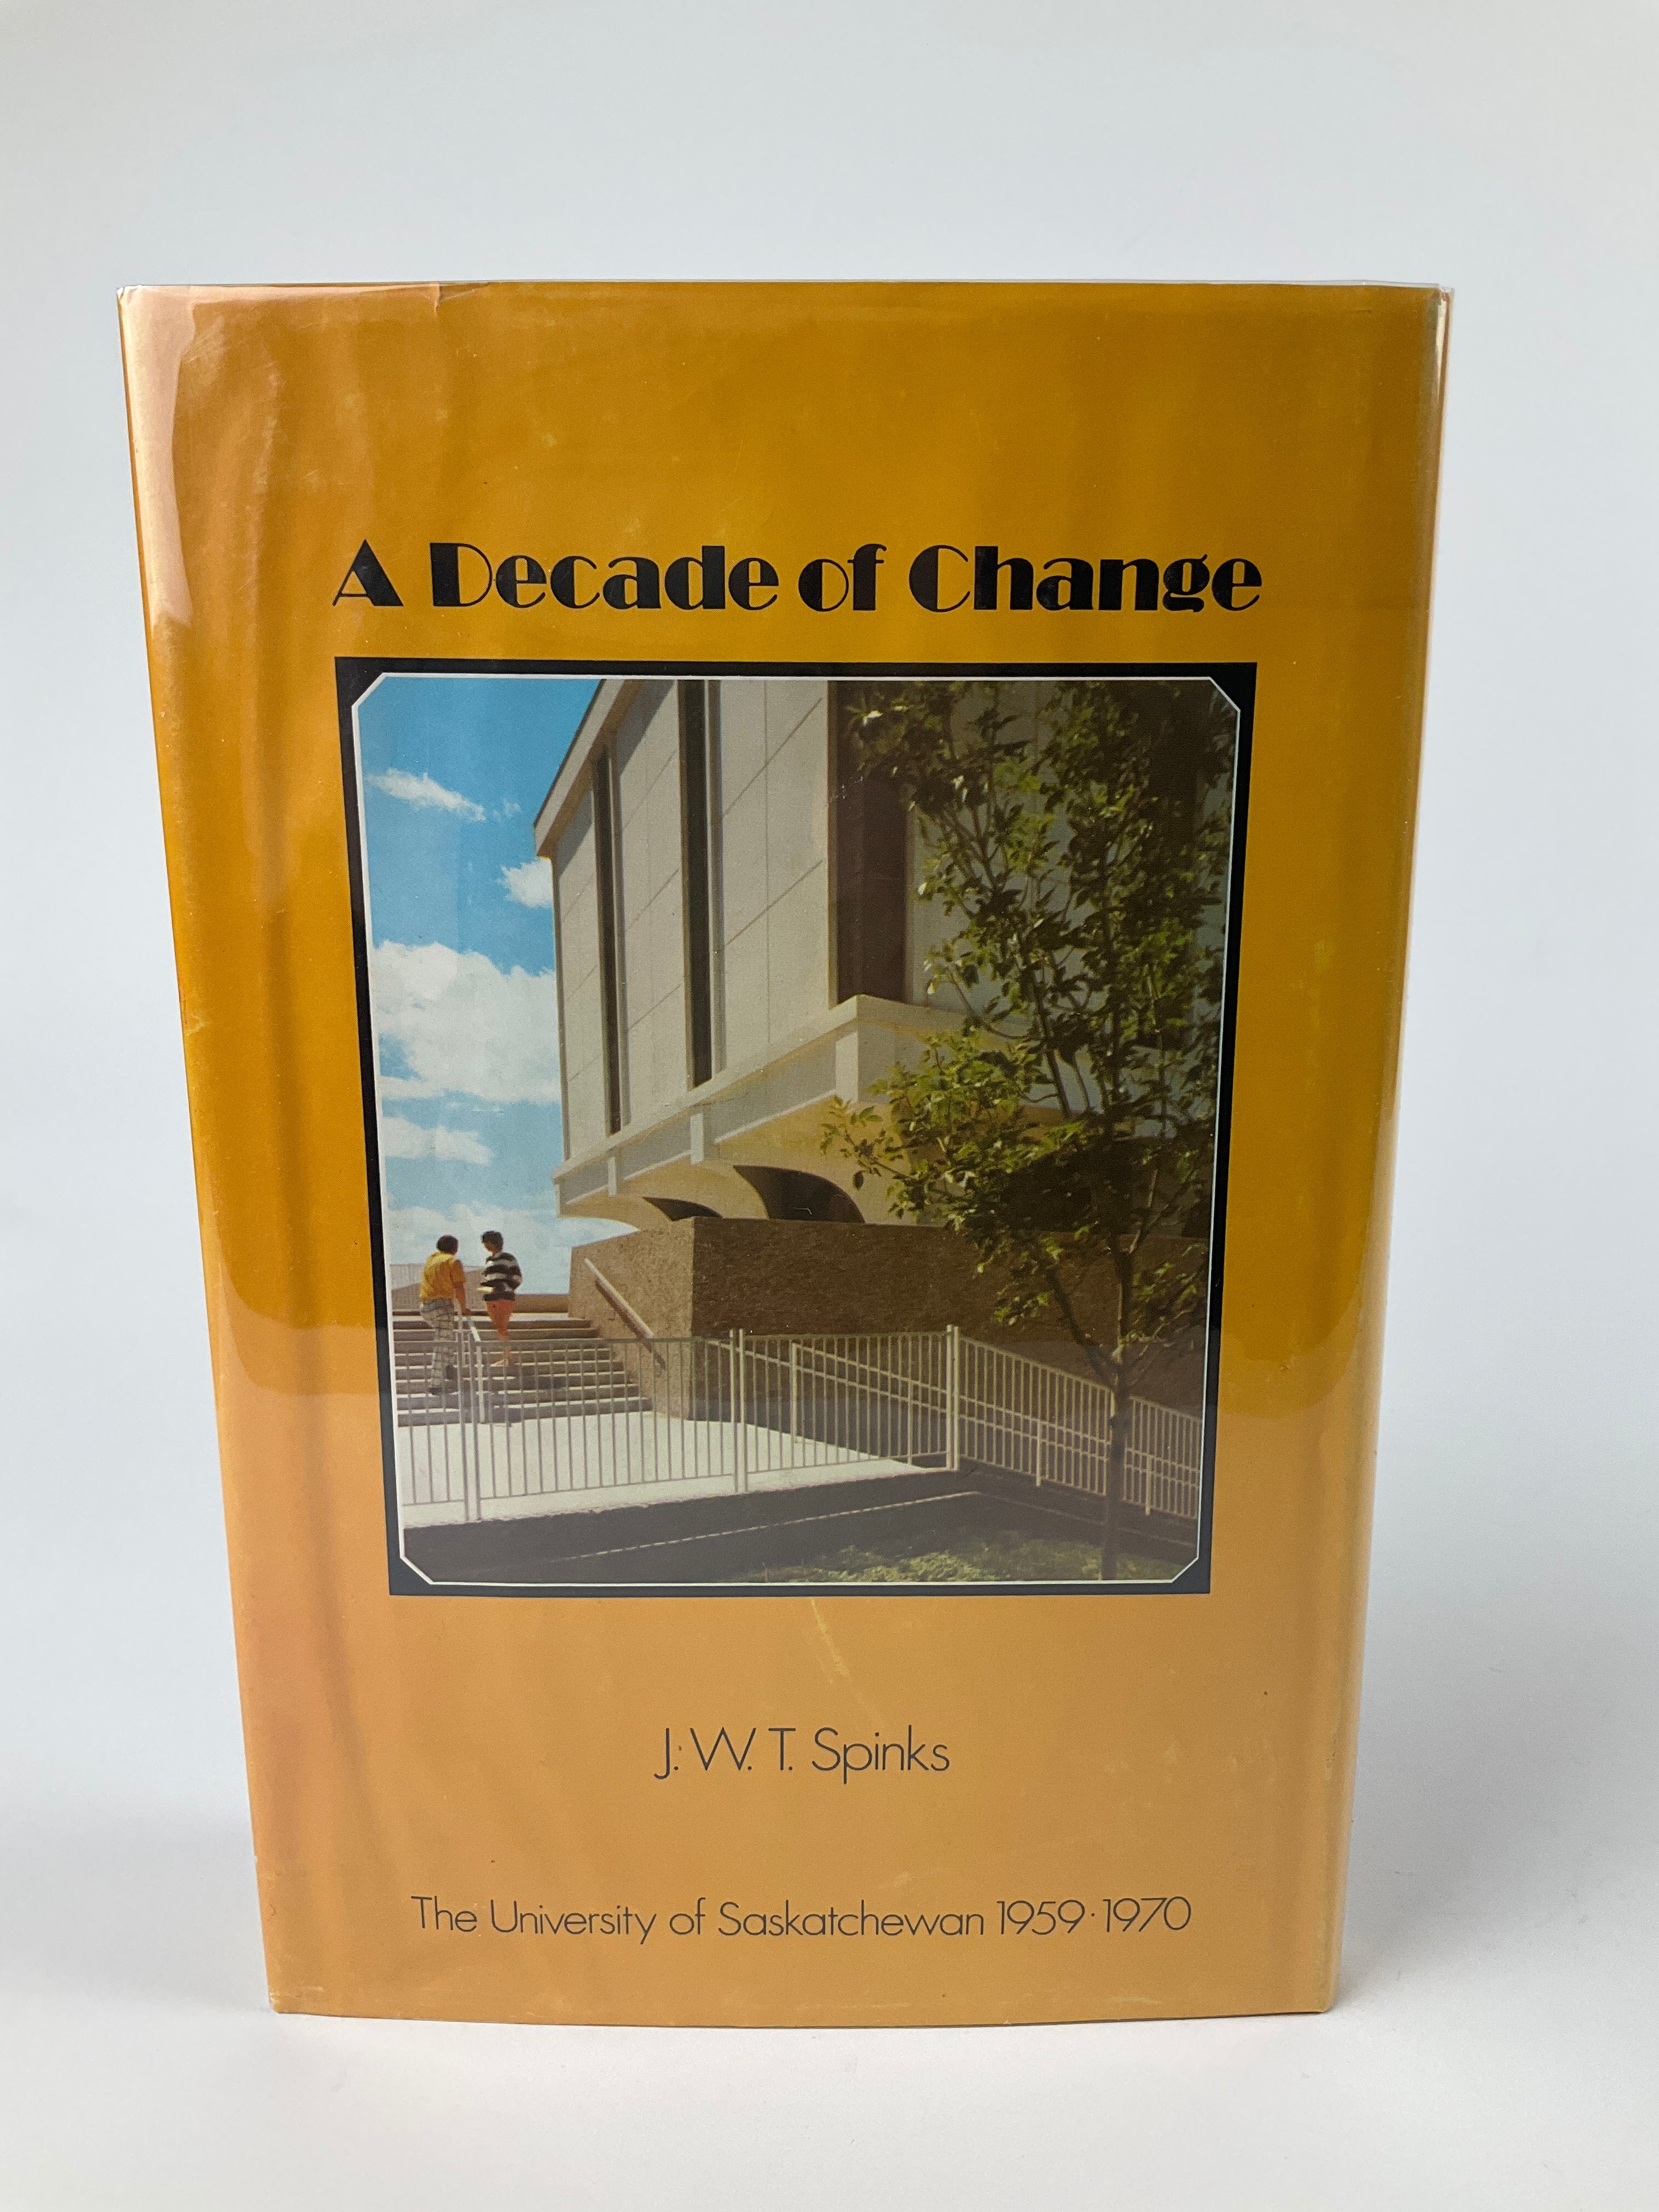 A Decade of Change
J. W. T. Spinks
The University of Saskatchewan 1959·1970